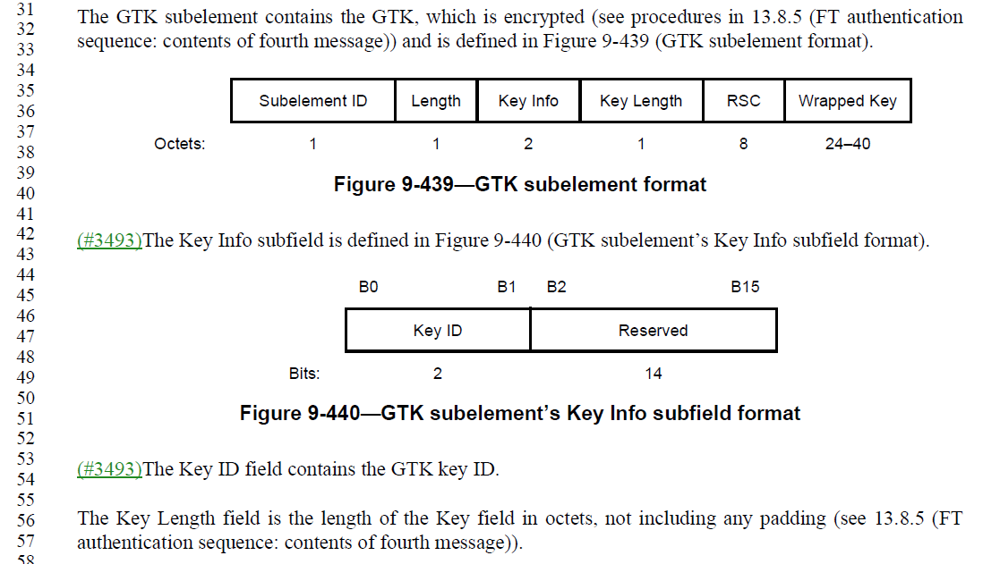 31
32
33
34
35
36
37
38
39
40
41
42
43
44
45
46
47
48
49
50
51
52
53
54
55
56
57
58
The GTK subelement contains the GTK, which is encrypted (see procedures in 13.8.5 (FT authentication
sequence: contents of fourth message)) and is defined in Figure 9-439 (GTK subelement format).
Subelement ID Length Key Info Key Length RSC Wrapped Key
Octets: 1 1 2 1 8 24–40
Figure 9-439—GTK subelement format
(#3493)The Key Info subfield is defined in Figure 9-440 (GTK subelement’s Key Info subfield format).
B0 B1 B2 B15
Key ID Reserved
Bits: 2 14
Figure 9-440—GTK subelement’s Key Info subfield format
(#3493)The Key ID field contains the GTK key ID.
The Key Length field is the length of the Key field in octets, not including any padding (see 13.8.5 (FT
authentication sequence: contents of fourth message)).